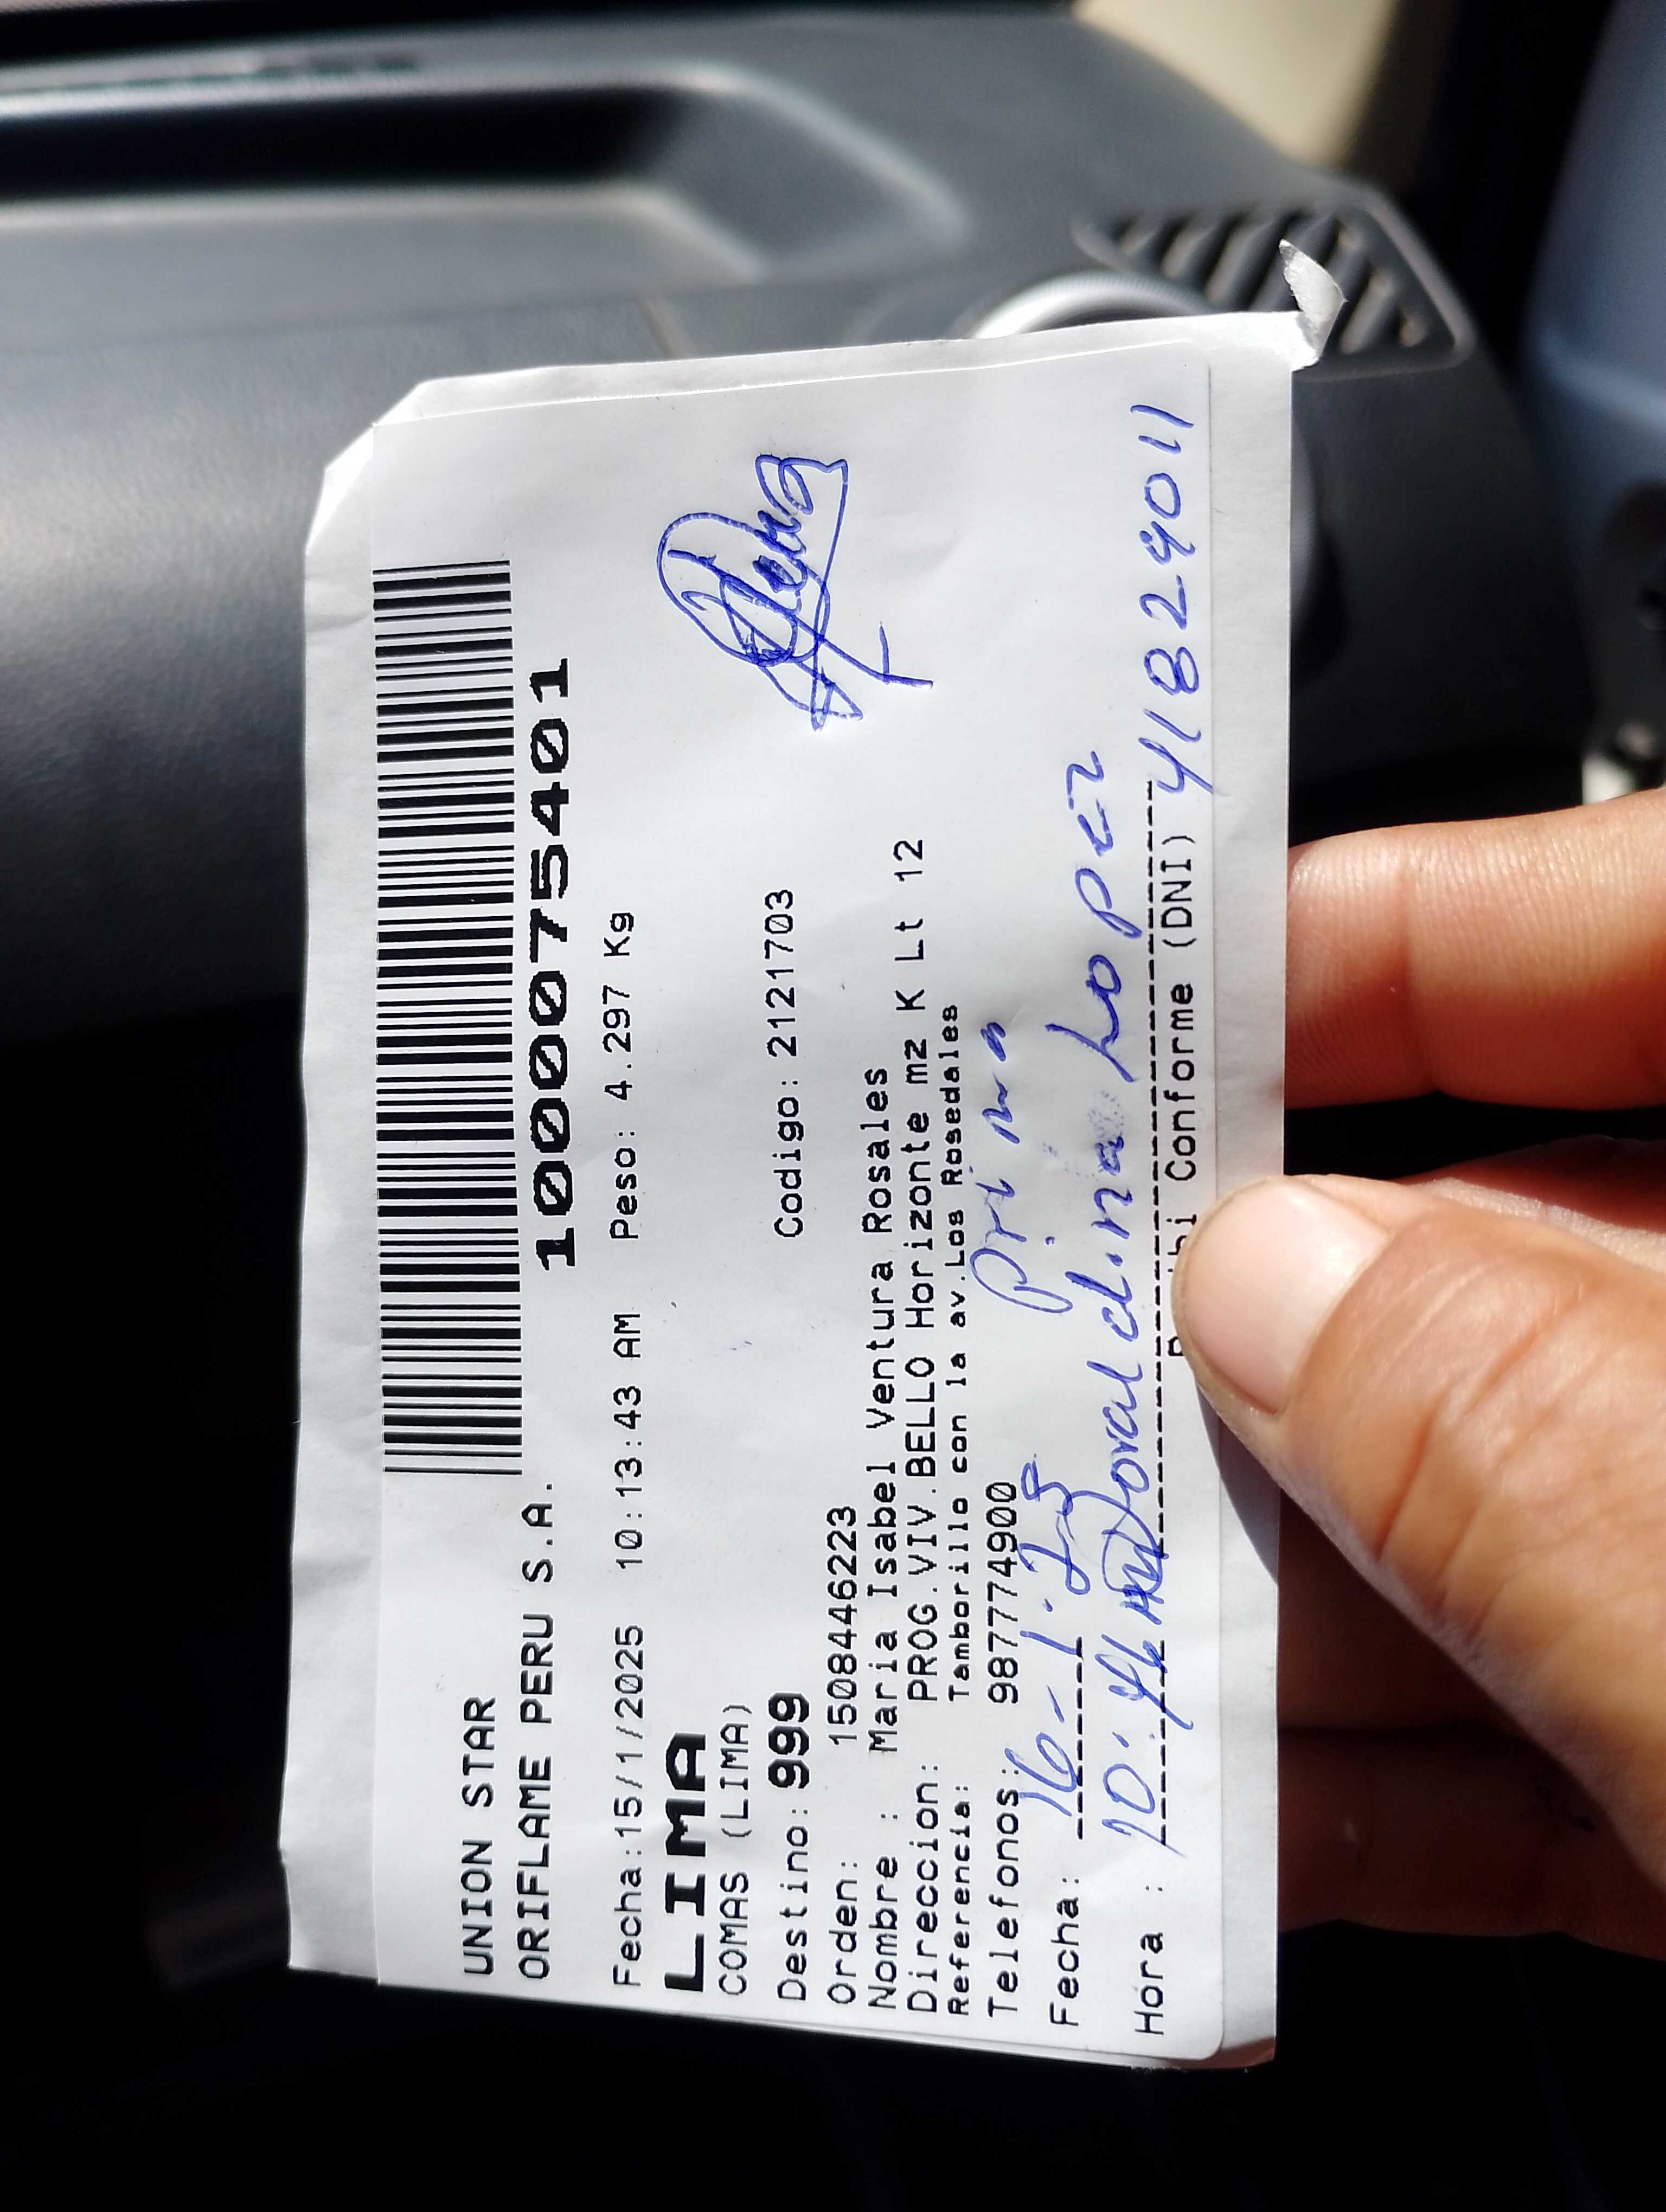 UNION STAR
ORIFLAME PERU S.A.
100075401
Fecha:15/1/2025 10:13:43 AM Peso: 4.297 Kg
LIMA
COMAS (LIMA)
Destino: 999 Codigo: 2121703
Orden: 1508446223
Nombre : Maria Isabel Ventura Rosales
Direccion: PROG.VIV.BELLO Horizonte mz K Lt 12
Referencia: Tamborillo con la av.Los Rosedales
Telefonos: 987774900
Prima
Fecha: 16-1-25
Hora : 10:46 Lopez
Conforme (DNI) 41829011